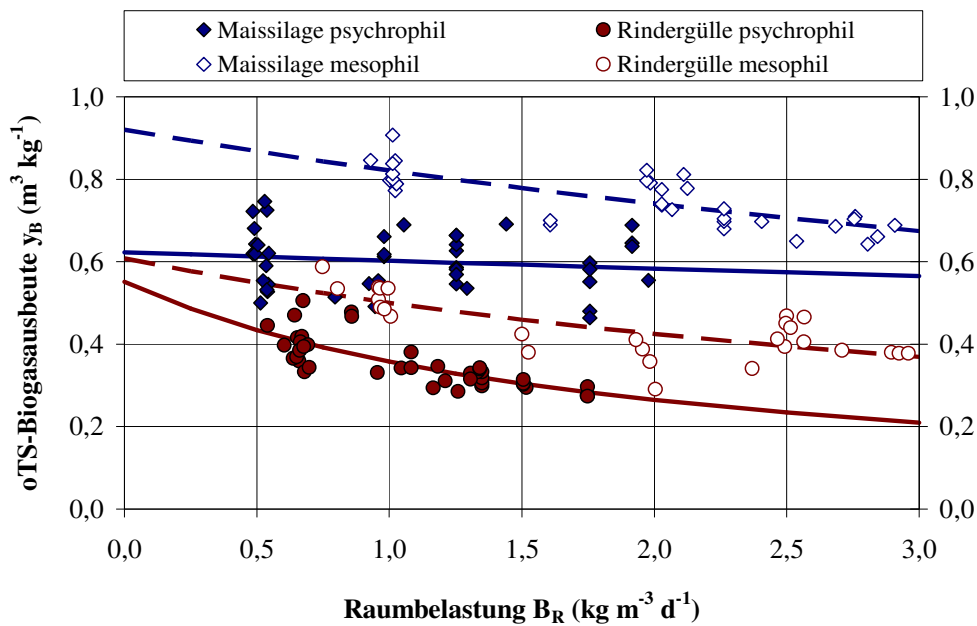 Maissilage psychrophil Rindergülle psychrophil
Maissilage mesophil Rindergülle mesophil
oTS-Biogasausbeute y_B (m³ kg⁻¹)
1,0 1,0
0,8 0,8
0,6 0,6
0,4 0,4
0,2 0,2
0,0 0,0
0,0 0,5 1,0 1,5 2,0 2,5 3,0
Raumbelastung B_R (kg m⁻³ d⁻¹)